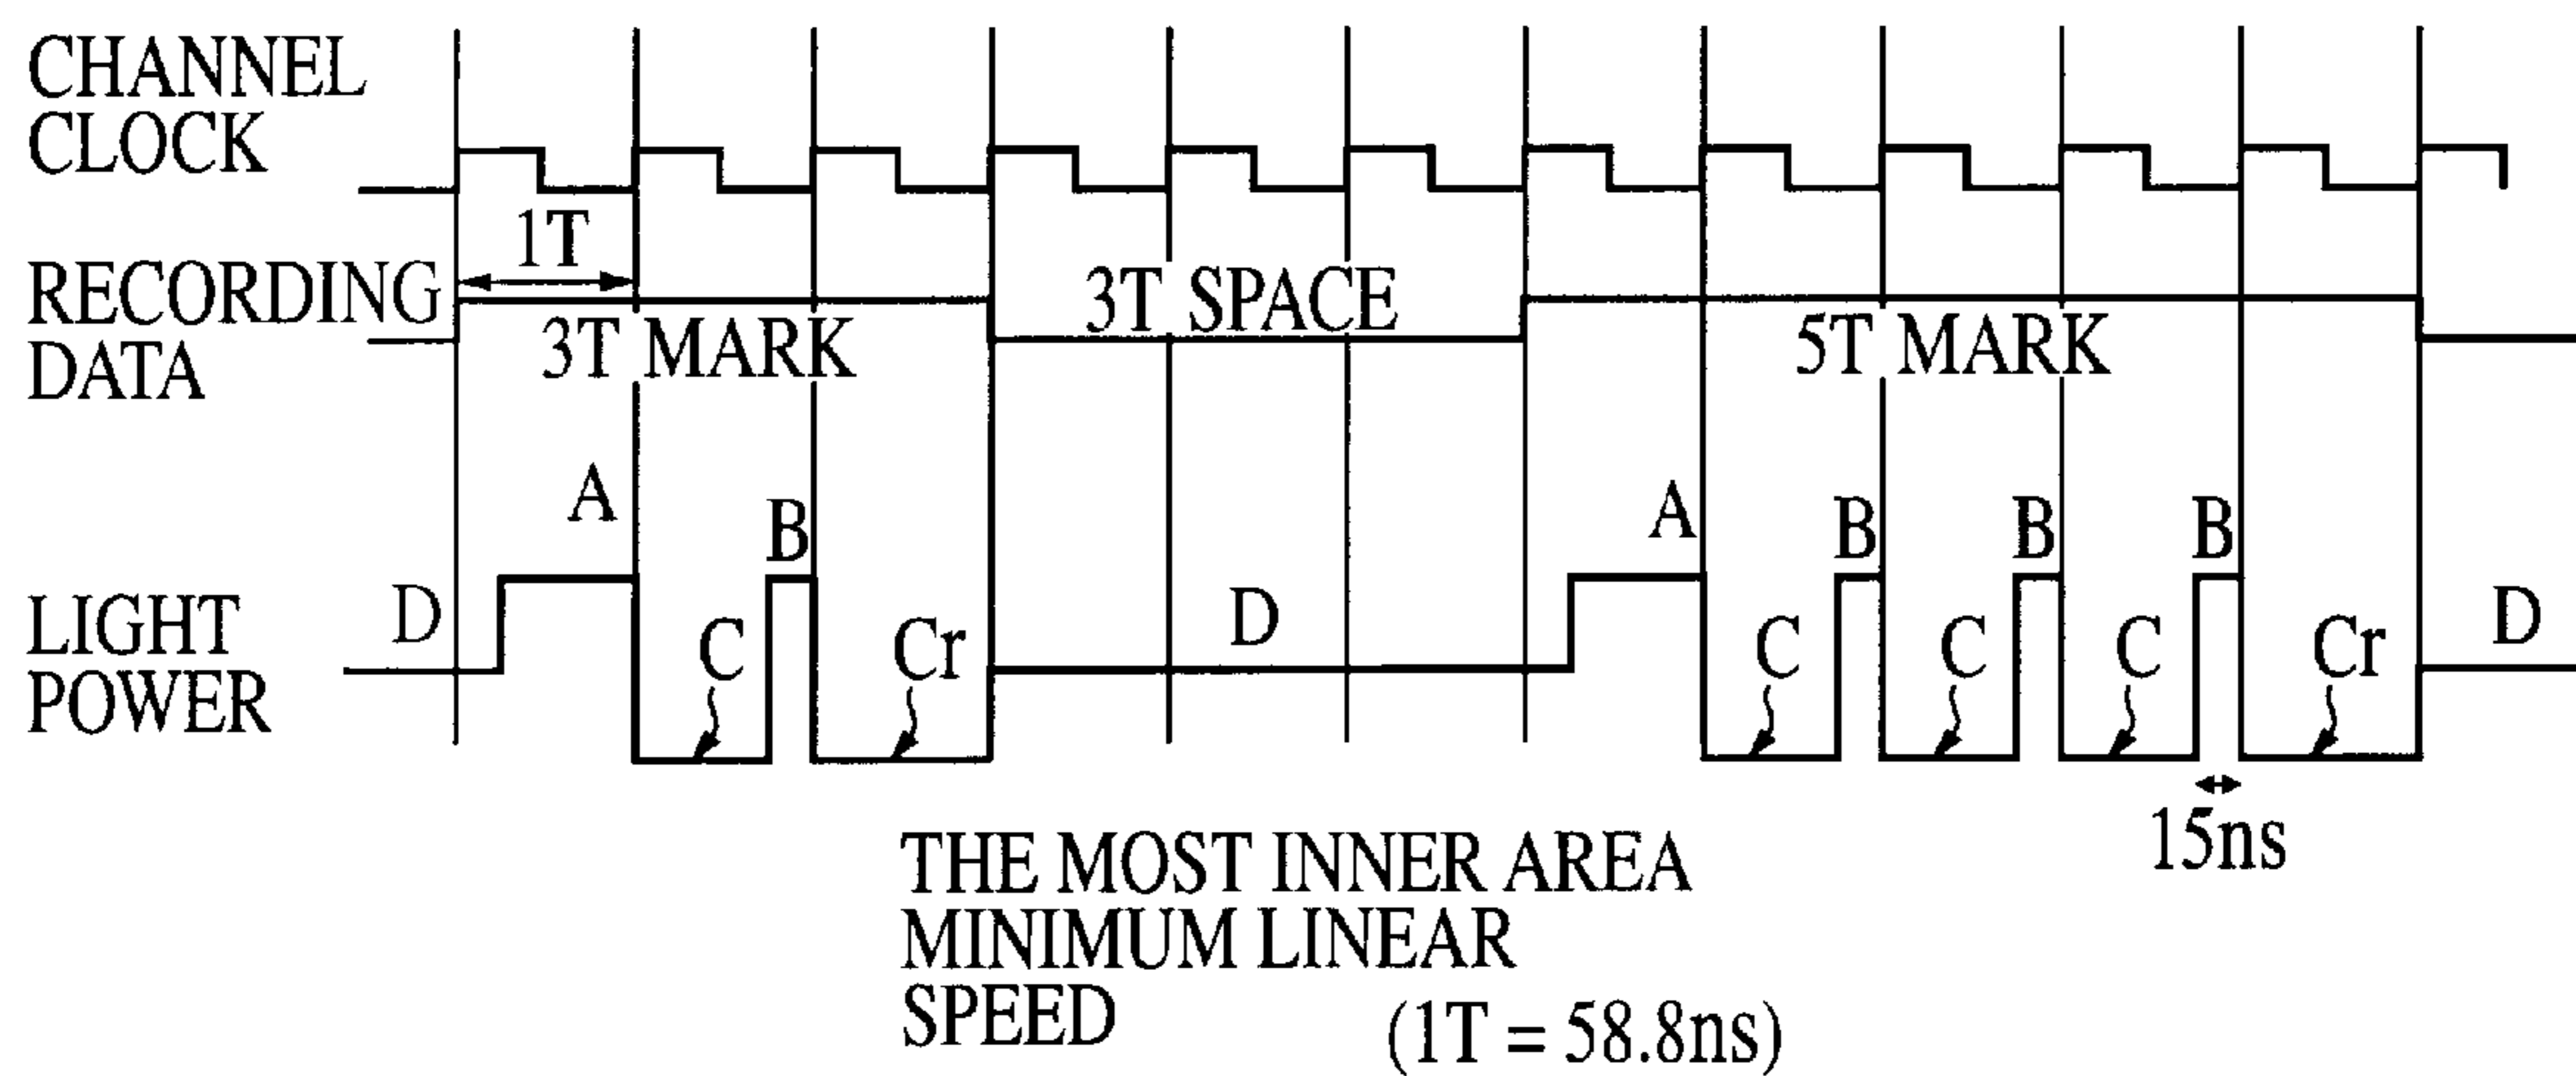 CHANNEL
CLOCK
1T
RECORDING
DATA
3T MARK
3T SPACE
5T MARK
LIGHT
POWER
D
A
C
B
Cr
D
A
C
B
C
B
C
B
Cr
D
15ns
THE MOST INNER AREA
MINIMUM LINEAR
SPEED
(1T = 58.8ns)